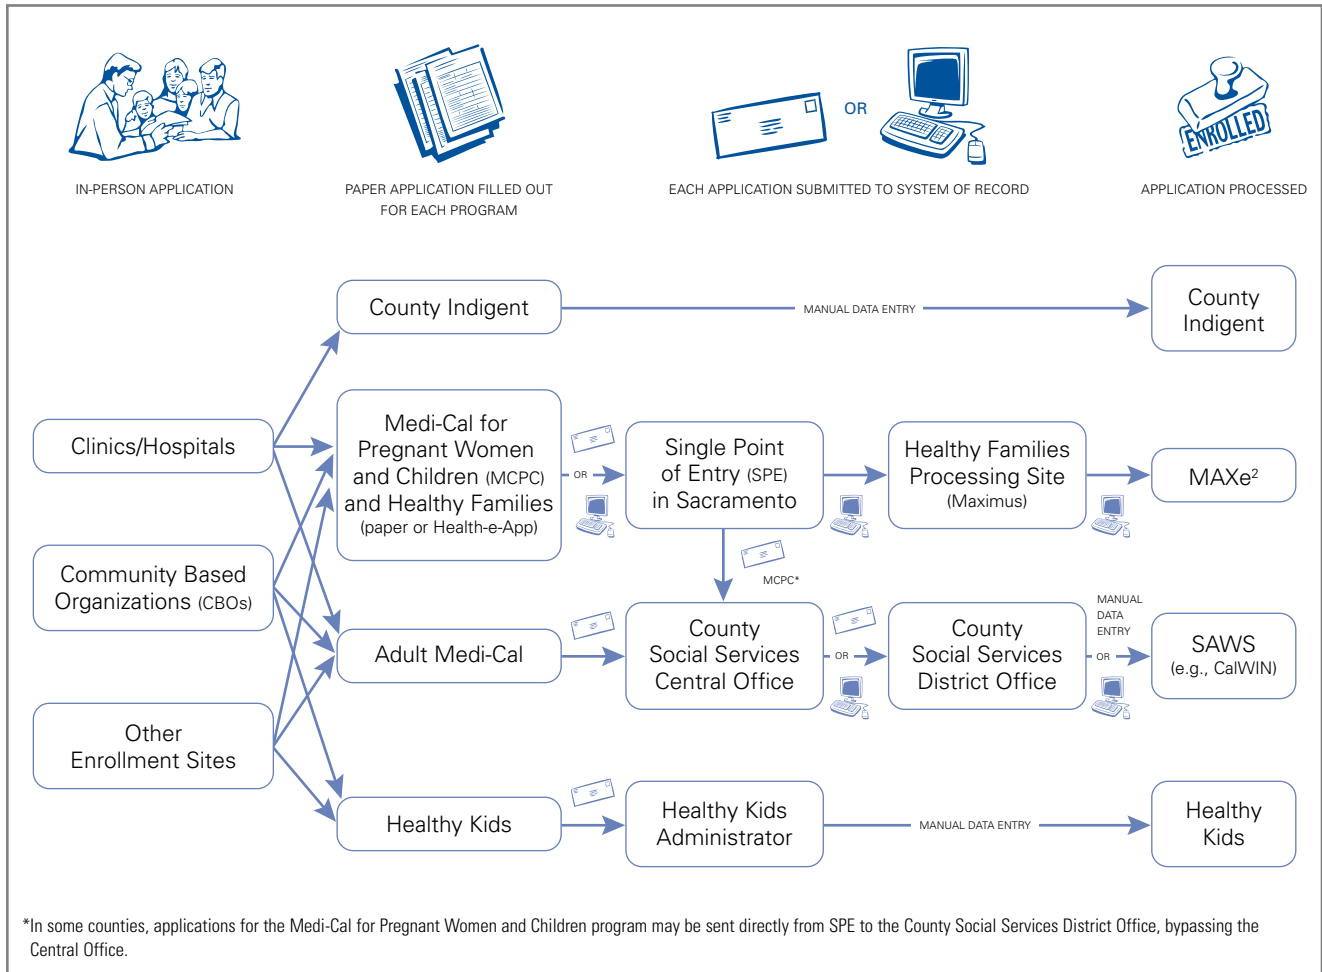 OR
ENROLLED
IN-PERSON APPLICATION
PAPER APPLICATION FILLED OUT
FOR EACH PROGRAM
EACH APPLICATION SUBMITTED TO SYSTEM OF RECORD
APPLICATION PROCESSED
County Indigent
MANUAL DATA ENTRY
County
Indigent
Clinics/Hospitals
Medi-Cal for
Pregnant Women
and Children (MCPC)
and Healthy Families
(paper or Health-e-App)
OR
Single Point
of Entry (SPE)
in Sacramento
Healthy Families
Processing Site
(Maximus)
MAXe²
MCPC*
Community Based
Organizations (CBOs)
Adult Medi-Cal
County
Social Services
Central Office
OR
County
Social Services
District Office
MANUAL
DATA
ENTRY
OR
SAWS
(e.g., CalWIN)
Other
Enrollment Sites
Healthy Kids
Healthy Kids
Administrator
MANUAL DATA ENTRY
Healthy
Kids
*In some counties, applications for the Medi-Cal for Pregnant Women and Children program may be sent directly from SPE to the County Social Services District Office, bypassing the
Central Office.